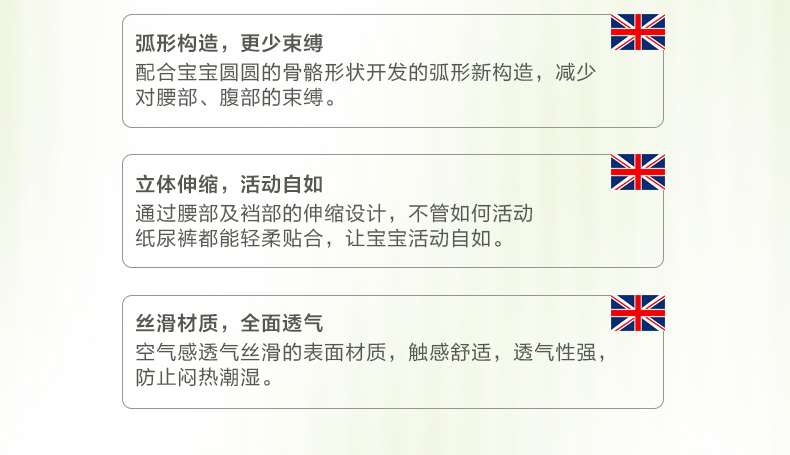 弧形构造，更少束缚
配合宝宝圆圆的骨骼形状开发的弧形新构造，减少
对腰部、腹部的束缚。
立体伸缩，活动自如
通过腰部及裆部的伸缩设计，不管如何活动
纸尿裤都能轻柔贴合，让宝宝活动自如。
丝滑材质，全面透气
空气感透气丝滑的表面材质，触感舒适，透气性强，
防止闷热潮湿。